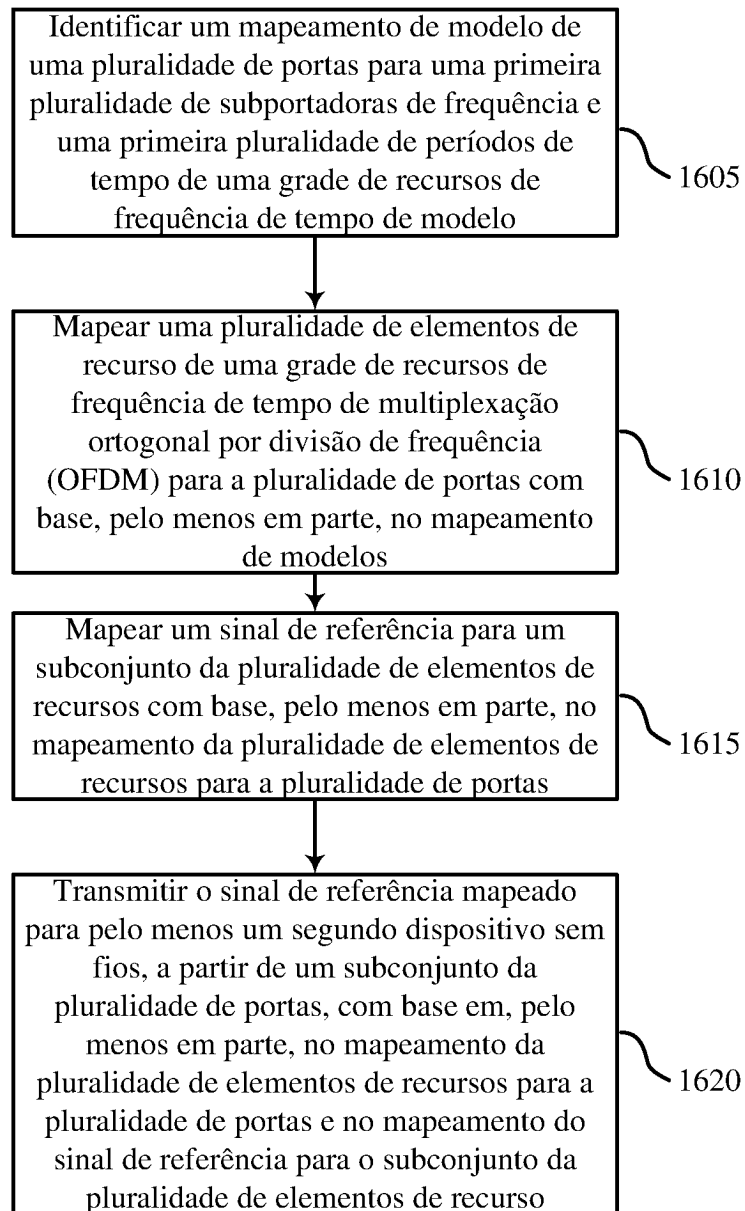 Identificar um mapeamento de modelo de
uma pluralidade de portas para uma primeira
pluralidade de subportadoras de frequência e
uma primeira pluralidade de períodos de
tempo de uma grade de recursos de
frequência de tempo de modelo
1605
Mapear uma pluralidade de elementos de
recurso de uma grade de recursos de
frequência de tempo de multiplexação
ortogonal por divisão de frequência
(OFDM) para a pluralidade de portas com
base, pelo menos em parte, no mapeamento
de modelos
1610
Mapear um sinal de referência para um
subconjunto da pluralidade de elementos de
recursos com base, pelo menos em parte, no
mapeamento da pluralidade de elementos de
recursos para a pluralidade de portas
1615
Transmitir o sinal de referência mapeado
para pelo menos um segundo dispositivo sem
fios, a partir de um subconjunto da
pluralidade de portas, com base em, pelo
menos em parte, no mapeamento da
pluralidade de elementos de recursos para a
pluralidade de portas e no mapeamento do
sinal de referência para o subconjunto da
pluralidade de elementos de recurso
1620